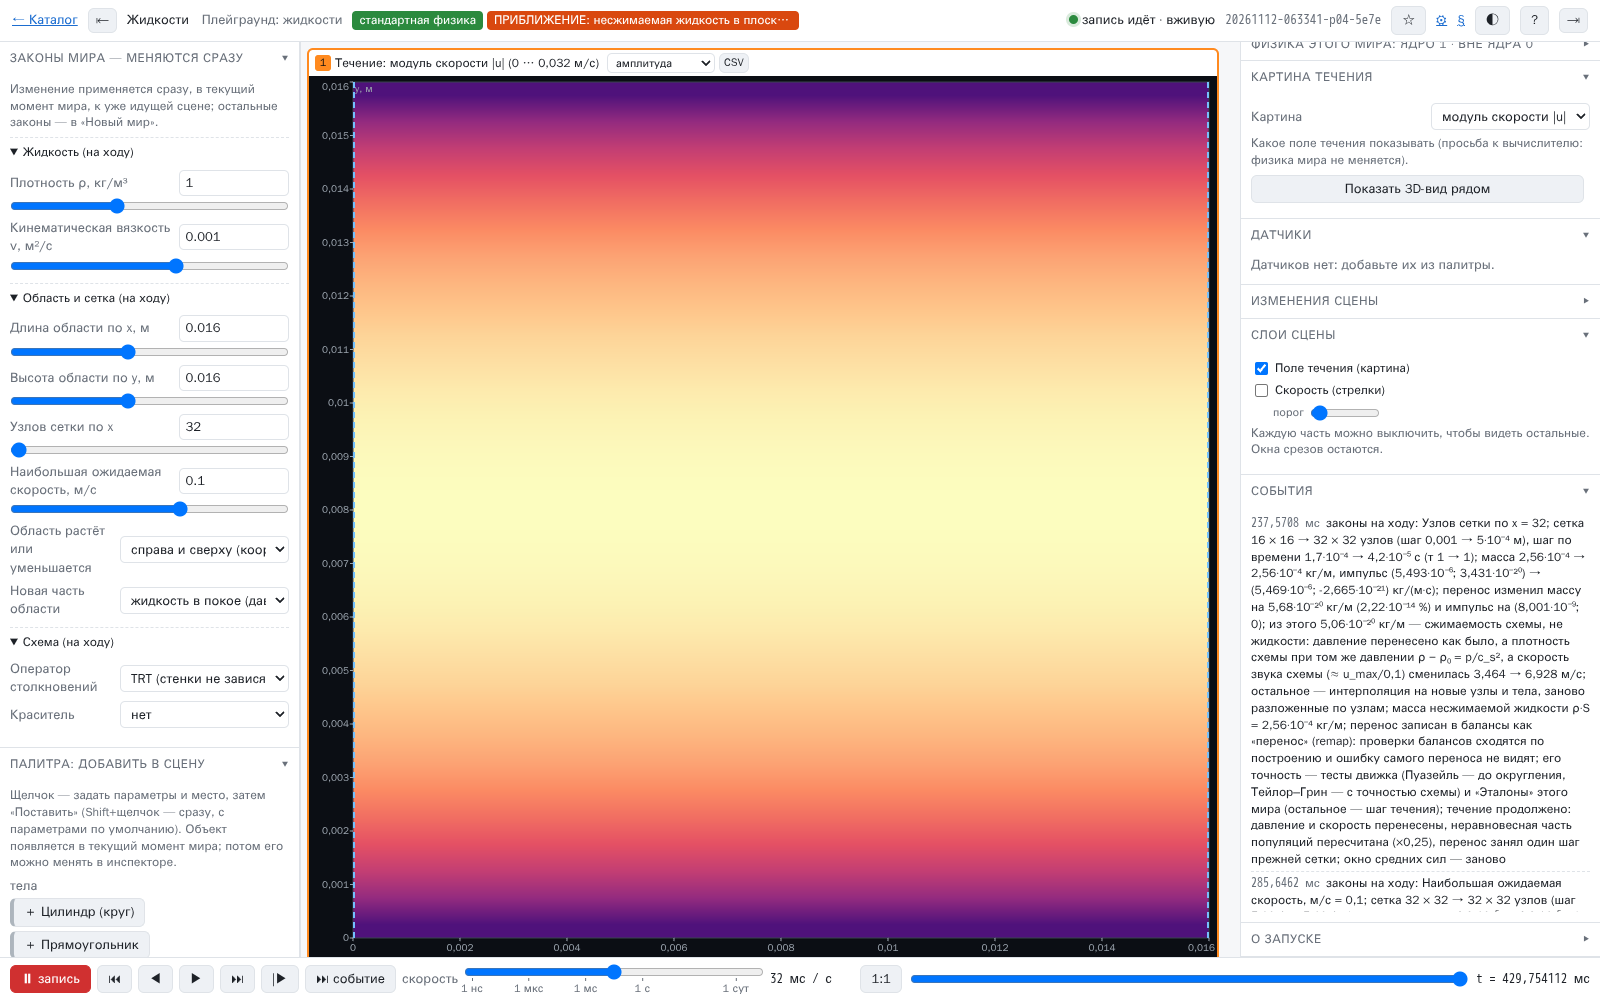 ← Каталог
⇤
Жидкости
Плейграунд: жидкости
стандартная физика
ПРИБЛИЖЕНИЕ: несжимаемая жидкость в плоск···
запись идёт · вживую
20261112-063341-p04-5e7e
☆
⚙
§
?
⇥
ЗАКОНЫ МИРА — МЕНЯЮТСЯ СРАЗУ
Изменение применяется сразу, в текущий
момент мира, к уже идущей сцене; остальные
законы — в «Новый мир».
Жидкость (на ходу)
Плотность ρ, кг/м³
1
Кинематическая вязкость
ν, м²/с
0.001
Область и сетка (на ходу)
Длина области по x, м
0.016
Высота области по y, м
0.016
Узлов сетки по x
32
Наибольшая ожидаемая
скорость, м/с
0.1
Область растёт
или
уменьшается
справа и сверху (коор
Новая часть
области
жидкость в покое (дав
Схема (на ходу)
Оператор
столкновений
TRT (стенки не завися
Краситель
нет
ПАЛИТРА: ДОБАВИТЬ В СЦЕНУ
Щелчок — задать параметры и место, затем
«Поставить» (Shift+щелчок — сразу, с
параметрами по умолчанию). Объект
появляется в текущий момент мира; потом его
можно менять в инспекторе.
тела
+ Цилиндр (круг)
+ Прямоугольник
1
Течение: модуль скорости |u| (0 ··· 0,032 м/с)
амплитуда
CSV
y, м
0,016
0,015
0,014
0,013
0,012
0,011
0,01
0,009
0,008
0,007
0,006
0,005
0,004
0,003
0,002
0,001
0
0
0,002
0,004
0,006
0,008
0,01
0,012
0,014
0,016
ФИЗИКА ЭТОГО МИРА: ЯДРО 1 · ВНЕ ЯДРА 0
КАРТИНА ТЕЧЕНИЯ
Картина
модуль скорости |u|
Какое поле течения показывать (просьба к вычислителю:
физика мира не меняется).
Показать 3D-вид рядом
ДАТЧИКИ
Датчиков нет: добавьте их из палитры.
ИЗМЕНЕНИЯ СЦЕНЫ
СЛОИ СЦЕНЫ
Поле течения (картина)
Скорость (стрелки)
порог
Каждую часть можно выключить, чтобы видеть остальные.
Окна срезов остаются.
СОБЫТИЯ
237,5708 мс законы на ходу: Узлов сетки по x = 32; сетка
16 × 16 → 32 × 32 узлов (шаг 0,001 → 5·10⁻⁴ м), шаг по
времени 1,7·10⁻⁴ → 4,2·10⁻⁵ с (τ 1 → 1); масса 2,56·10⁻⁴ →
2,56·10⁻⁴ кг/м, импульс (5,493·10⁻⁶; 3,431·10⁻²⁰) →
(5,469·10⁻⁶; -2,665·10⁻²¹) кг/(м·с); перенос изменил массу
на 5,68·10⁻²⁰ кг/м (2,22·10⁻¹⁴ %) и импульс на (8,001·10⁻⁹;
0); из этого 5,06·10⁻²⁰ кг/м — сжимаемость схемы, не
жидкости: давление перенесено как было, а плотность
схемы при том же давлении ρ − ρ₀ = p/c_s², а скорость
звука схемы (≈ u_max/0,1) сменилась 3,464 → 6,928 м/с;
остальное — интерполяция на новые узлы и тела, заново
разложенные по узлам; масса несжимаемой жидкости ρ·S
= 2,56·10⁻⁴ кг/м; перенос записан в балансы как
«перенос» (remap): проверки балансов сходятся по
построению и ошибку самого переноса не видят; его
точность — тесты движка (Пуазейль — до округления,
Тейлор—Грин — с точностью схемы) и «Эталоны» этого
мира (остальное — шаг течения); течение продолжено:
давление и скорость перенесены, неравновесная часть
популяций пересчитана (×0,25), перенос занял один шаг
прежней сетки; окно средних сил — заново
285,6462 мс законы на ходу: Наибольшая ожидаемая
скорость, м/с = 0,1; сетка 32 × 32 → 32 × 32 узлов (шаг
О ЗАПУСКЕ
запись
событие
скорость
1 нс
1 мкс
1 мс
1 с
1 сут
32 мс / с
1:1
t = 429,754112 мс